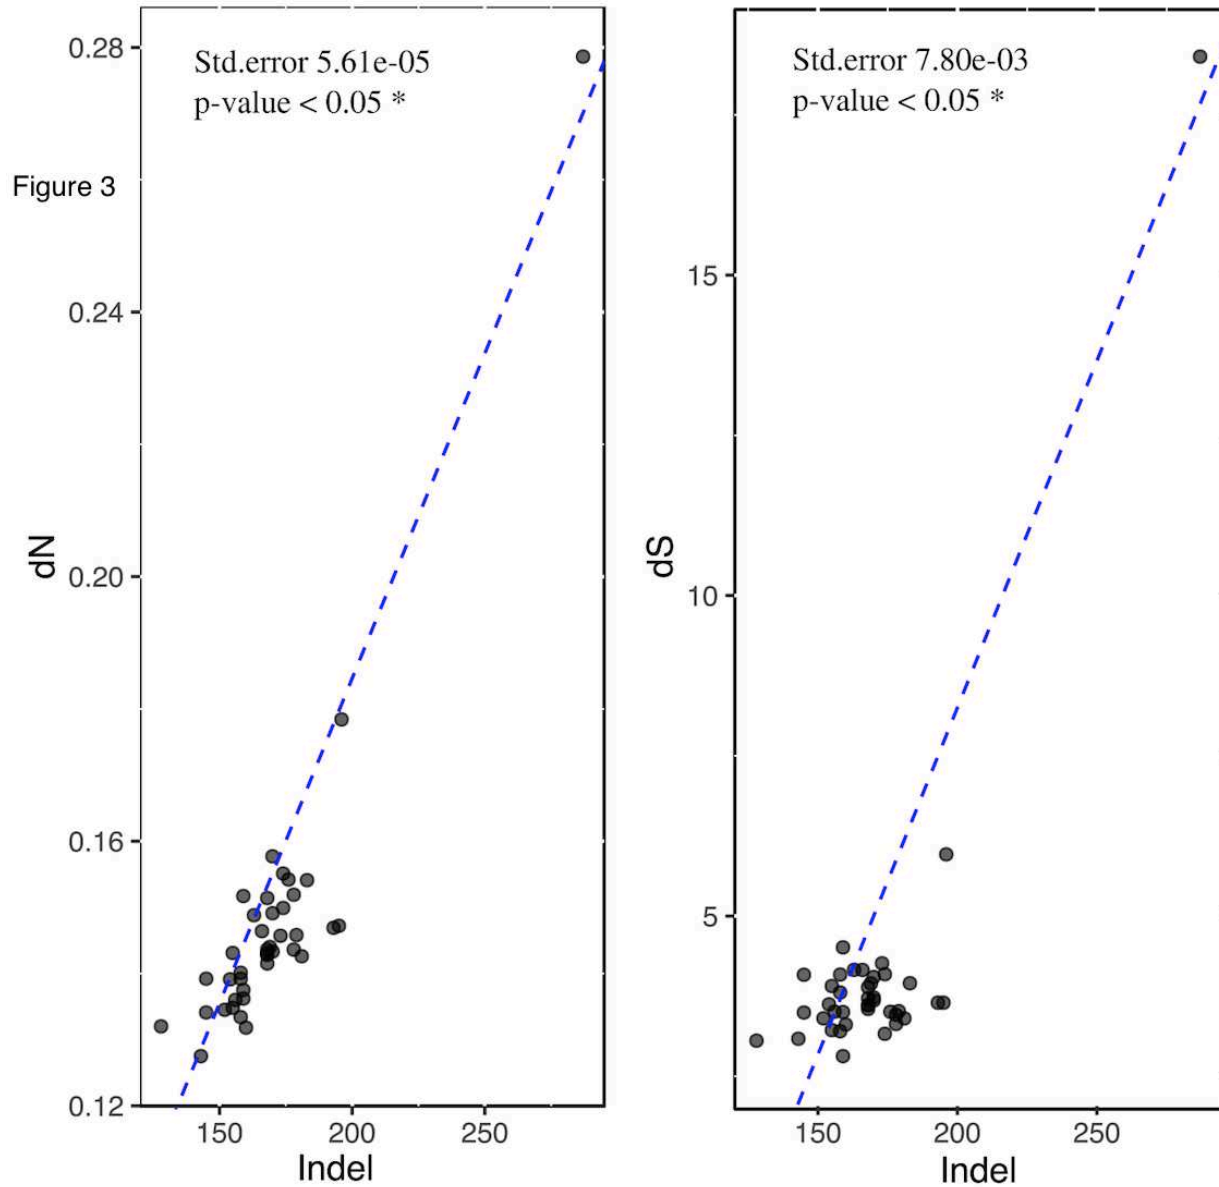 Figure 3
Std.error 5.61e-05
p-value < 0.05 *
0.28
0.24
0.20
0.16
0.12
dN
150 200 250
Indel
Std.error 7.80e-03
p-value < 0.05 *
15
10
5
dS
150 200 250
Indel